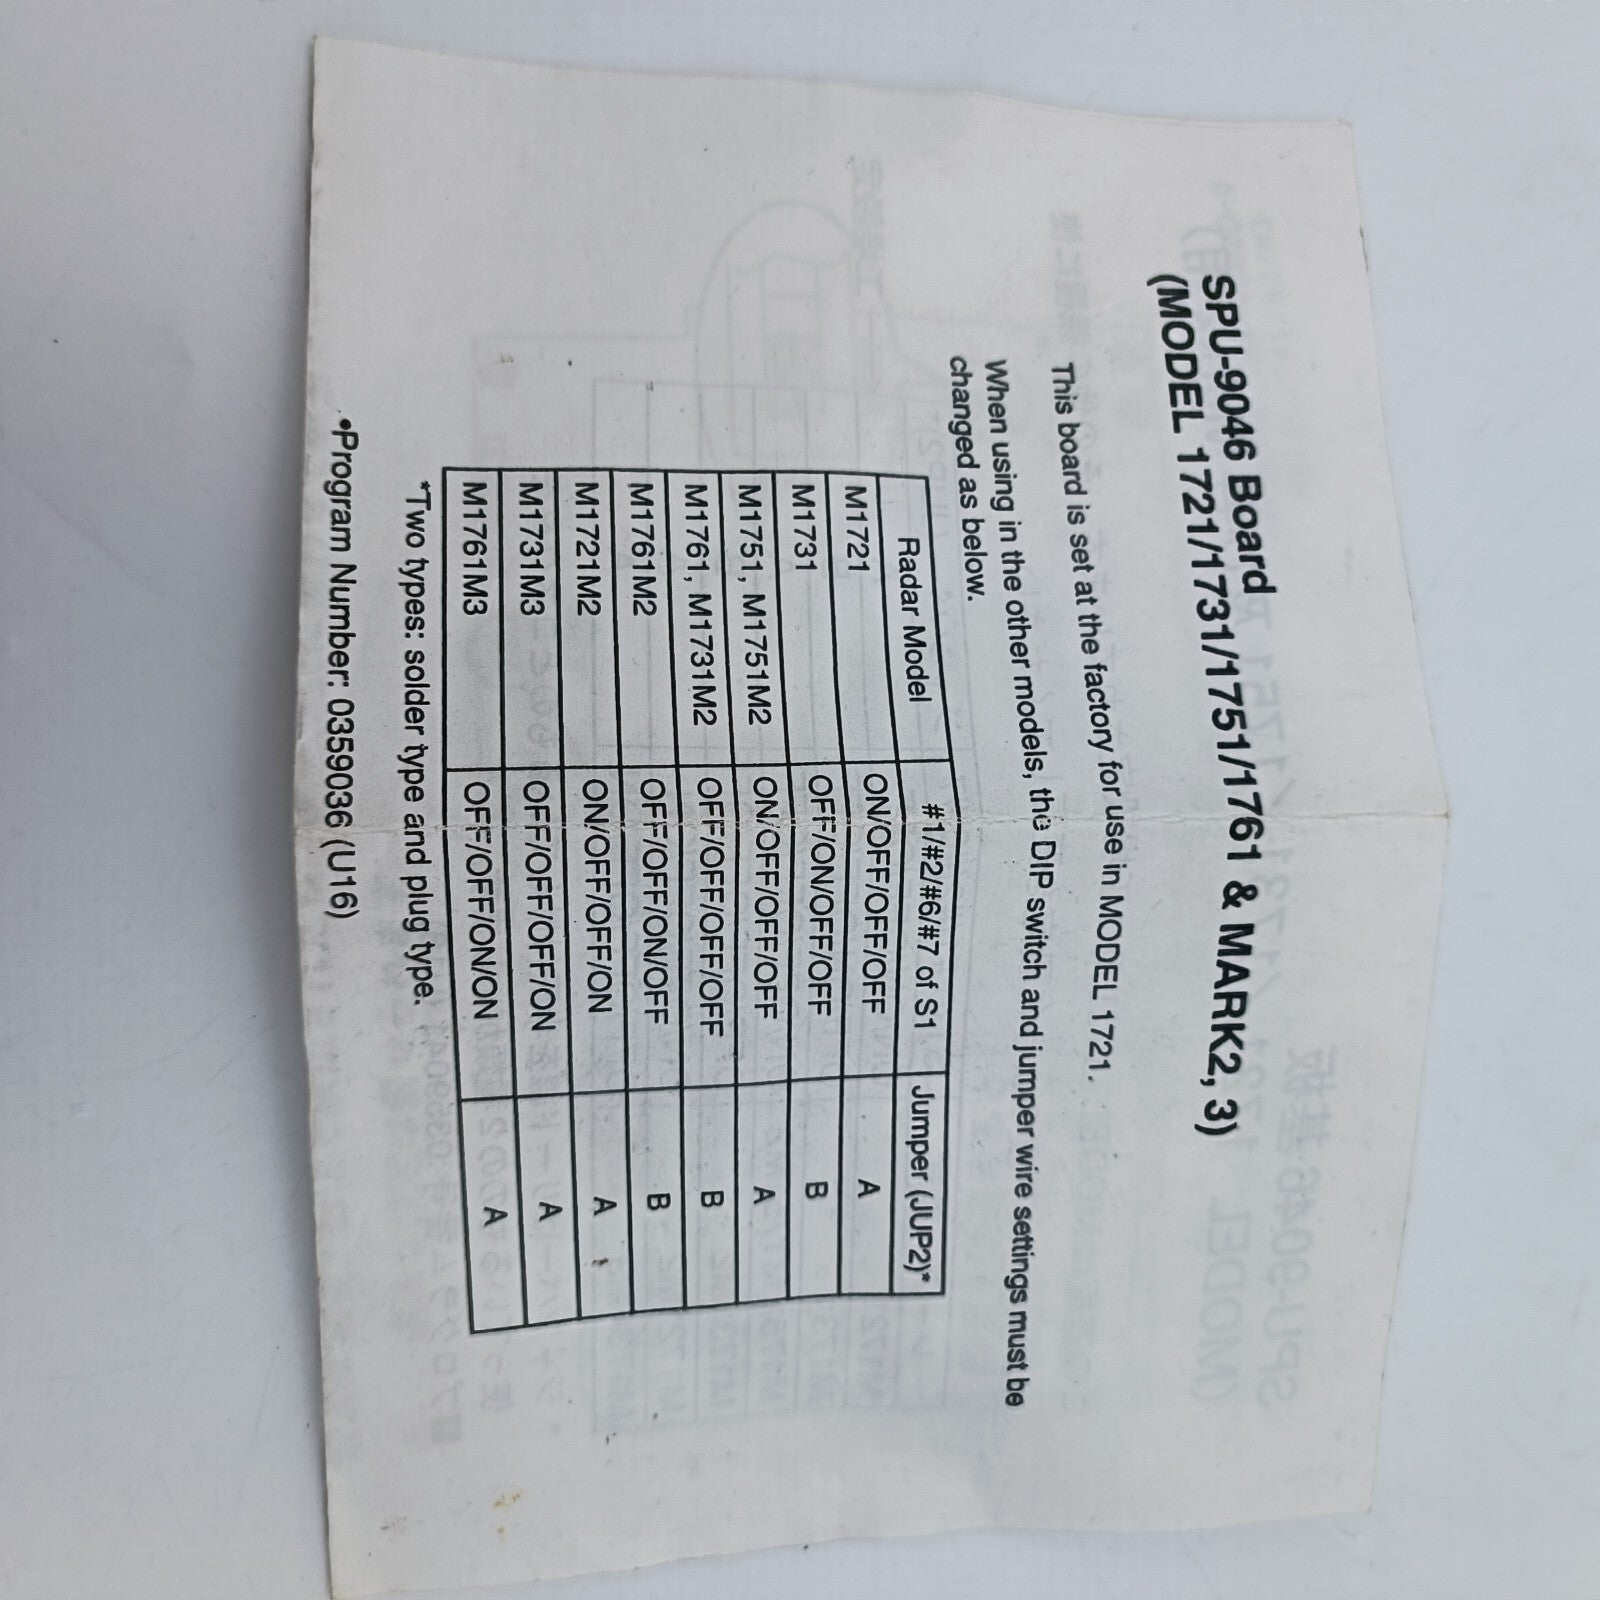 SPU-9046 Board
(MODEL 1721/1731/1751/1761 & MARK2, 3)
This board is set at the factory for use in MODEL 1721.
When using in the other models, the DIP switch and jumper wire settings must be
changed as below.
Radar Model #1/#2/#6/#7 of S1 Jumper (JUP2)*
M1721 ON/OFF/OFF/OFF A
M1731 OFF/ON/OFF/OFF B
M1751, M1751M2 ON/OFF/OFF/OFF A
M1761, M1731M2 OFF/OFF/OFF/OFF B
M1761M2 OFF/OFF/ON/OFF B
M1721M2 ON/OFF/OFF/ON A
M1731M3 OFF/OFF/OFF/ON A
M1761M3 OFF/OFF/ON/ON A
*Two types: solder type and plug type.
•Program Number: 0359036 (U16)